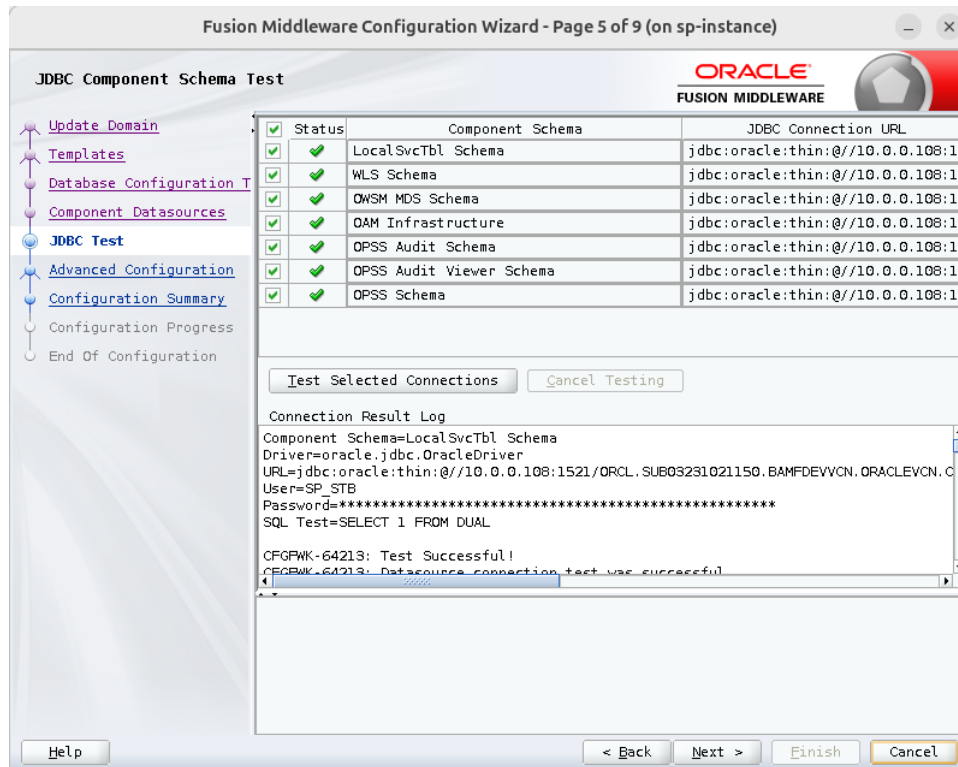 Fusion Middleware Configuration Wizard - Page 5 of 9 (on sp-instance)
JDBC Component Schema Test
ORACLE
FUSION MIDDLEWARE
Update Domain
Templates
Database Configuration T
Component Datasources
JDBC Test
Advanced Configuration
Configuration Summary
Configuration Progress
End Of Configuration
Status Component Schema JDBC Connection URL
LocalSvcTbl Schema jdbc:oracle:thin:@//10.0.0.108:1
WLS Schema jdbc:oracle:thin:@//10.0.0.108:1
OWSM MDS Schema jdbc:oracle:thin:@//10.0.0.108:1
OAM Infrastructure jdbc:oracle:thin:@//10.0.0.108:1
OPSS Audit Schema jdbc:oracle:thin:@//10.0.0.108:1
OPSS Audit Viewer Schema jdbc:oracle:thin:@//10.0.0.108:1
OPSS Schema jdbc:oracle:thin:@//10.0.0.108:1
Test Selected Connections Cancel Testing
Connection Result Log
Component Schema=LocalSvcTbl Schema
Driver=oracle.jdbc.OracleDriver
URL=jdbc:oracle:thin:@//10.0.0.108:1521/ORCL.SUB03231021150.BAMFDEVVCN.ORACLEVCN.C
User=SP_STB
Password=****************************************************
SQL Test=SELECT 1 FROM DUAL
CFGFWK-64213: Test Successful!
CFGFWK-64213: Datasource connection test was successful
Help < Back Next > Finish Cancel